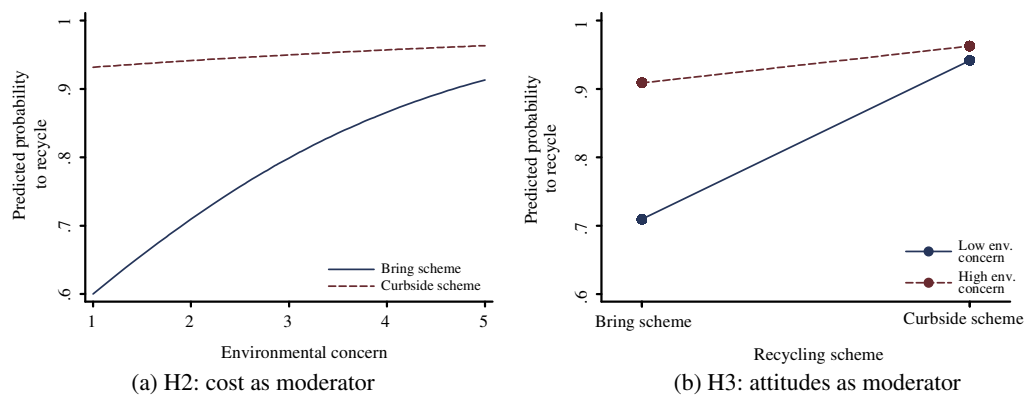 Predicted probability
to recycle
1
.9
.8
.7
.6
Bring scheme
Curbside scheme
1 2 3 4 5
Environmental concern
(a) H2: cost as moderator
Predicted probability
to recycle
1
.9
.8
.7
.6
Low env.
concern
High env.
concern
Bring scheme Curbside scheme
Recycling scheme
(b) H3: attitudes as moderator